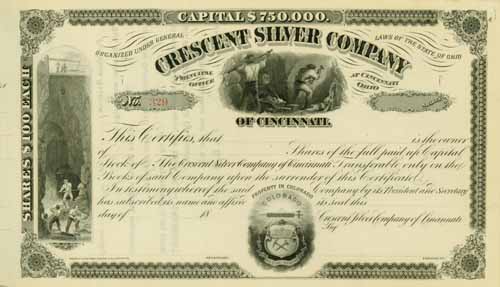 CAPITAL $750,000.
ORGANIZED UNDER GENERAL LAWS OF THE STATE OF OHIO
CRESCENT SILVER COMPANY
PRINCIPAL OFFICE AT CINCINNATI OHIO
No. 329
OF CINCINNATI.
SHARES $100 EACH
This Certifies, that is the owner
of Shares of the full paid up Capital
Stock of The Crescent Silver Company of Cincinnati Transferable only on the
Books of said Company upon the surrender of this Certificate.
In testimony whereof the said Company by its President and Secretary
has subscribed its name and affixed its seal this
day of 18
PROPERTY IN COLORADO
COLORADO
Crescent Silver Company of Cincinnati
By